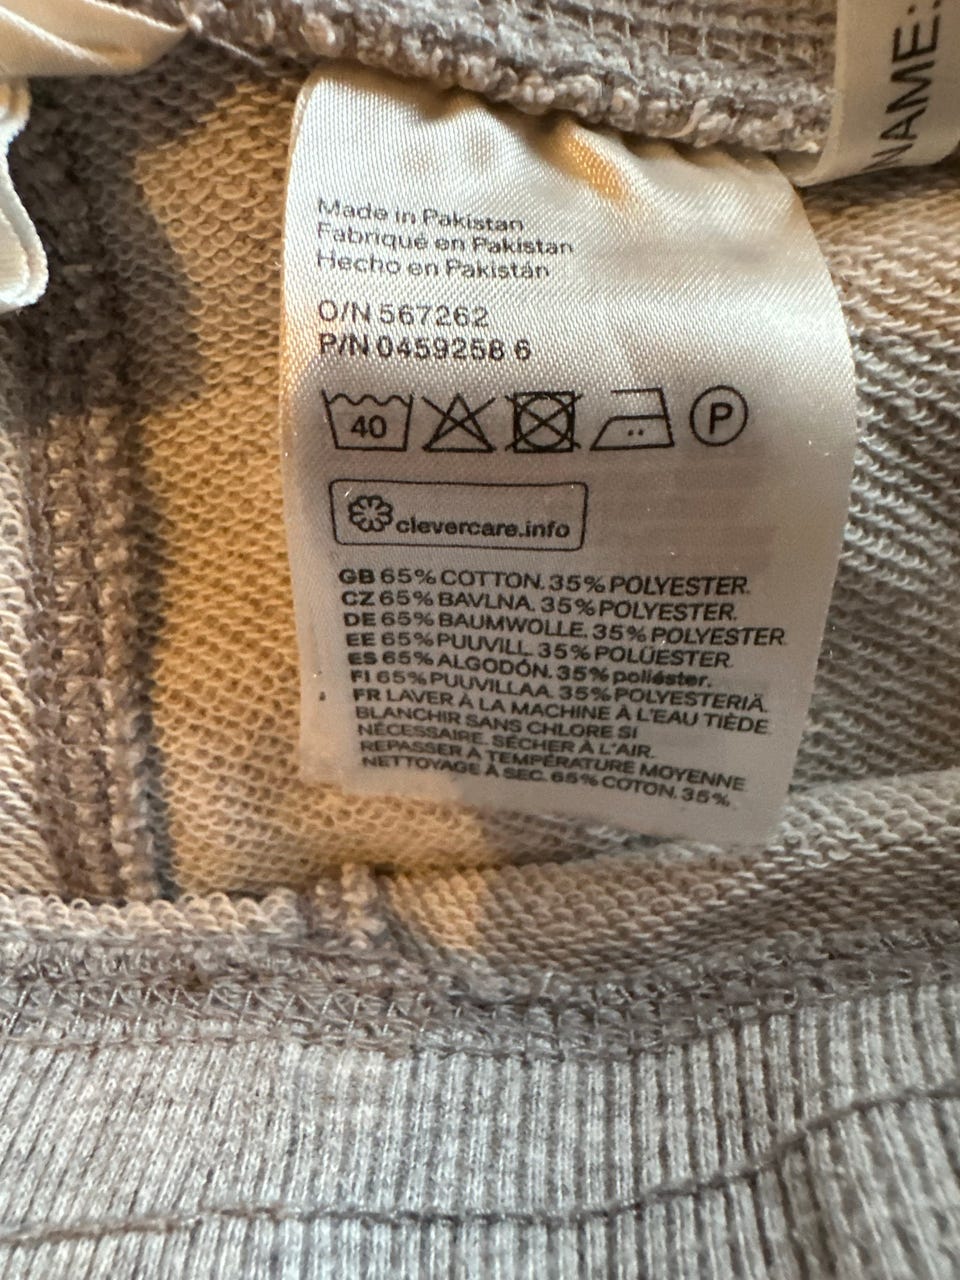 NAME:
Made in Pakistan
Fabriqué en Pakistan
Hecho en Pakistán
O/N 567262
P/N 0459258 6
40
P
clevercare.info
GB 65% COTTON. 35% POLYESTER.
CZ 65% BAVLNA. 35% POLYESTER.
DE 65% BAUMWOLLE. 35% POLYESTER.
EE 65% PUUVILL. 35% POLÜESTER.
ES 65% ALGODÓN. 35% poliéster.
FI 65% PUUVILLAA. 35% POLYESTERIÄ.
FR LAVER À LA MACHINE À L'EAU TIÈDE.
BLANCHIR SANS CHLORE SI
NÉCESSAIRE. SÉCHER À L'AIR.
REPASSER À TEMPÉRATURE MOYENNE
NETTOYAGE À SEC. 65% COTON. 35%